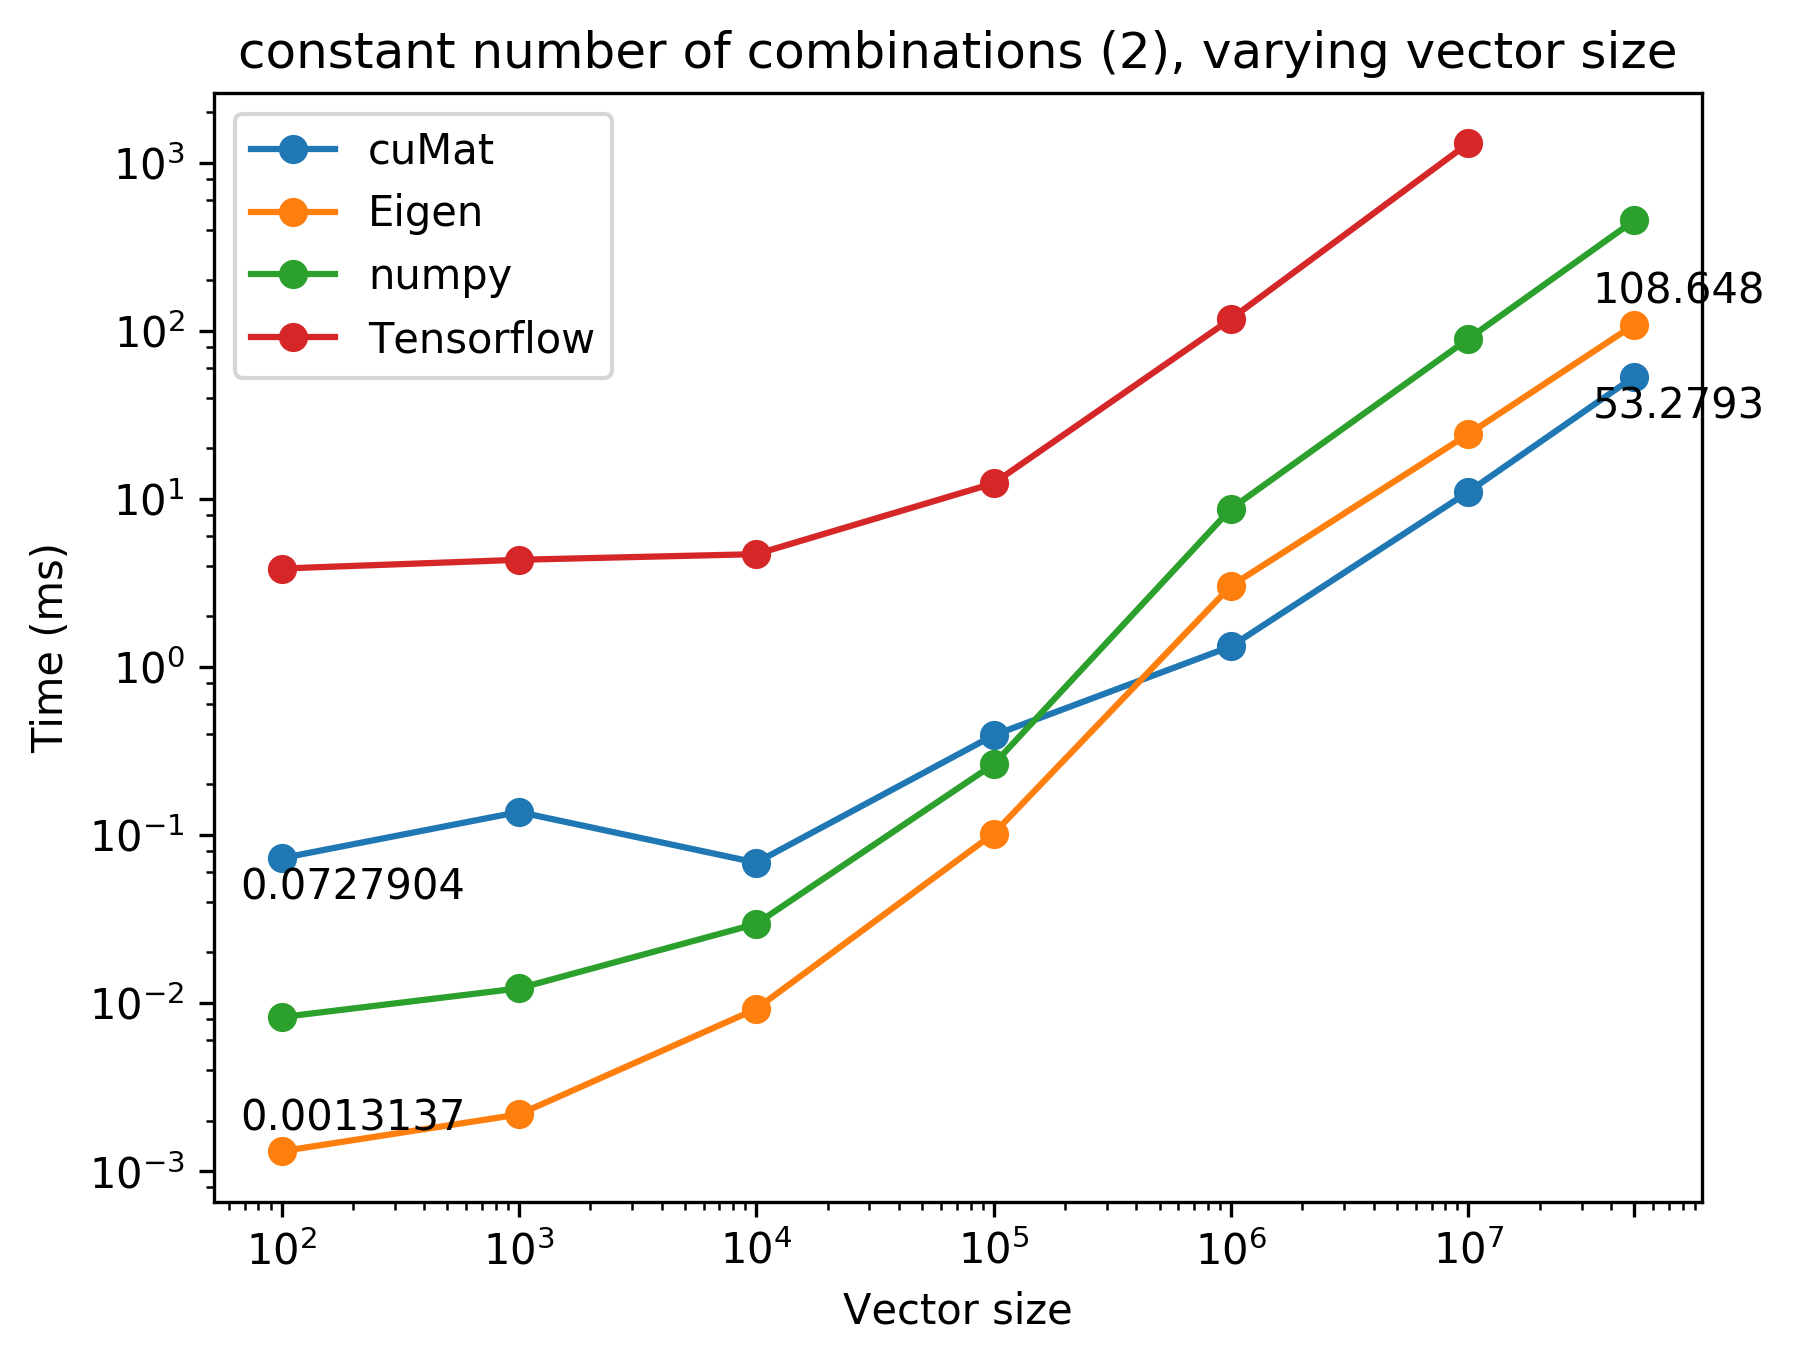 constant number of combinations (2), varying vector size
cuMat
Eigen
numpy
Tensorflow
10³
10²
10¹
10⁰
10⁻¹
10⁻²
10⁻³
Time (ms)
108.648
53.2793
0.0727904
0.0013137
10² 10³ 10⁴ 10⁵ 10⁶ 10⁷
Vector size